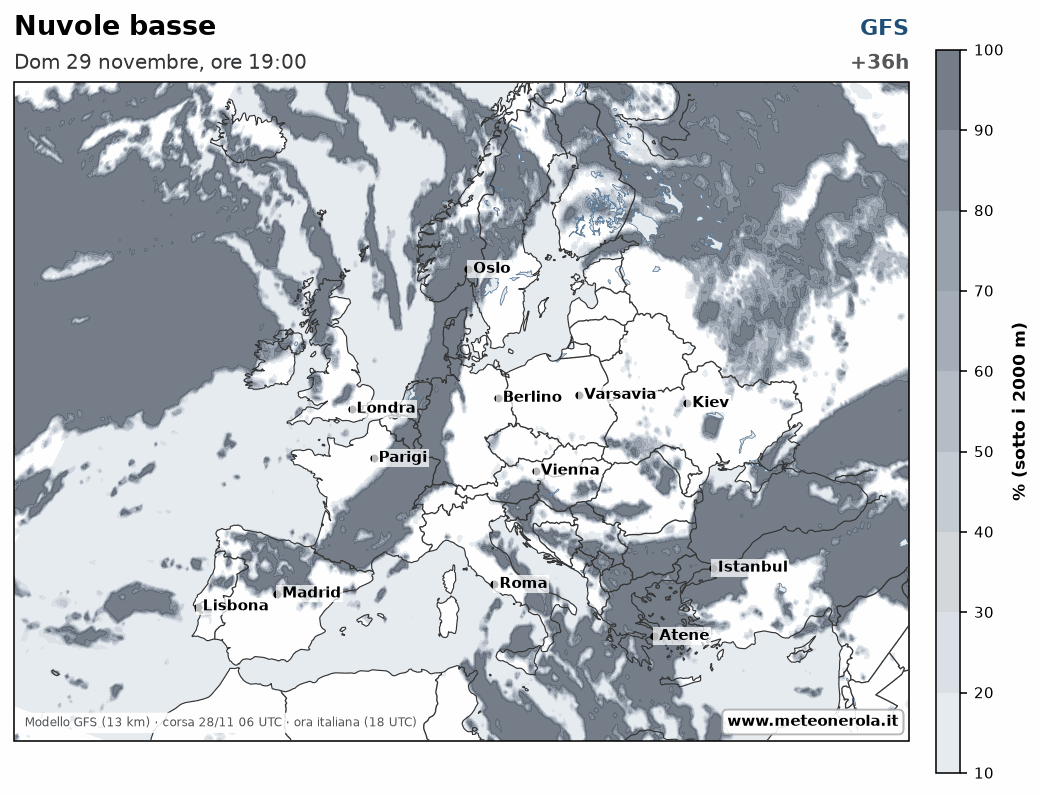 Nuvole basse
GFS
Dom 29 novembre, ore 19:00
+36h
100
90
80
70
60
50
40
30
20
10
% (sotto i 2000 m)
Oslo
Berlino
Varsavia
Kiev
Londra
Parigi
Vienna
Istanbul
Roma
Madrid
Lisbona
Atene
Modello GFS (13 km) · corsa 28/11 06 UTC · ora italiana (18 UTC)
www.meteonerola.it